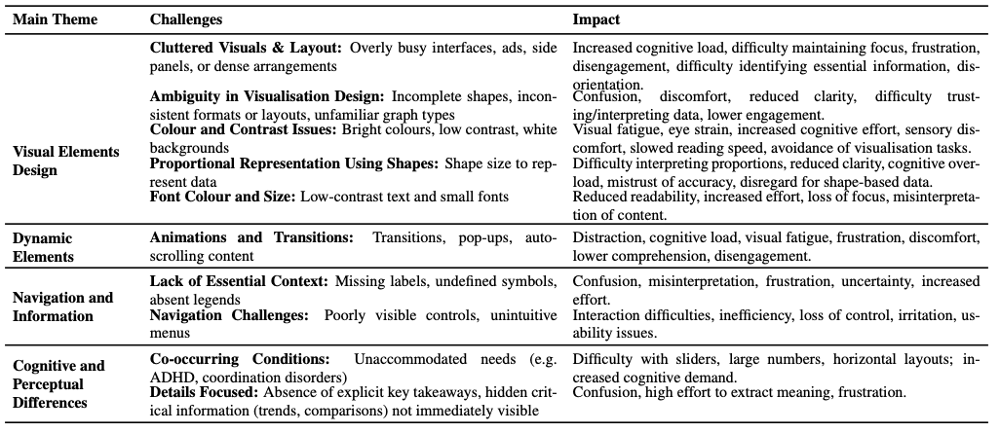 Main Theme Challenges Impact
Cluttered Visuals & Layout: Overly busy interfaces, ads, side
panels, or dense arrangements
Increased cognitive load, difficulty maintaining focus, frustration,
disengagement, difficulty identifying essential information, dis-
orientation.
Ambiguity in Visualisation Design: Incomplete shapes, incon-
sistent formats or layouts, unfamiliar graph types
Confusion, discomfort, reduced clarity, difficulty trust-
ing/interpreting data, lower engagement.
Visual Elements
Design
Colour and Contrast Issues: Bright colours, low contrast, white
backgrounds
Visual fatigue, eye strain, increased cognitive effort, sensory dis-
comfort, slowed reading speed, avoidance of visualisation tasks.
Proportional Representation Using Shapes: Shape size to rep-
resent data
Difficulty interpreting proportions, reduced clarity, cognitive over-
load, mistrust of accuracy, disregard for shape-based data.
Font Colour and Size: Low-contrast text and small fonts
Reduced readability, increased effort, loss of focus, misinterpreta-
tion of content.
Dynamic
Elements
Animations and Transitions: Transitions, pop-ups, auto-
scrolling content
Distraction, cognitive load, visual fatigue, frustration, discomfort,
lower comprehension, disengagement.
Navigation and
Information
Lack of Essential Context: Missing labels, undefined symbols,
absent legends
Confusion, misinterpretation, frustration, uncertainty, increased
effort.
Navigation Challenges: Poorly visible controls, unintuitive
menus
Interaction difficulties, inefficiency, loss of control, irritation, us-
ability issues.
Cognitive and
Perceptual
Differences
Co-occurring Conditions: Unaccommodated needs (e.g.
ADHD, coordination disorders)
Difficulty with sliders, large numbers, horizontal layouts; in-
creased cognitive demand.
Details Focused: Absence of explicit key takeaways, hidden crit-
ical information (trends, comparisons) not immediately visible
Confusion, high effort to extract meaning, frustration.